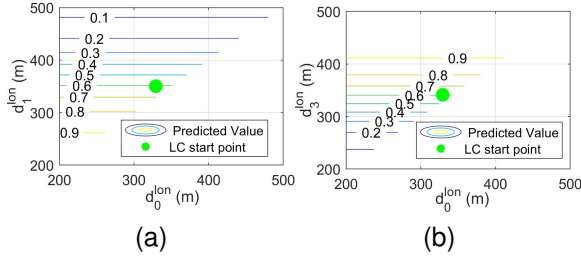 500
400
300
200
d₁ˡᵒⁿ (m)
0.1
0.2
0.3
0.4
0.5
0.6
0.7
0.8
0.9
Predicted Value
LC start point
200 300 400 500
d₀ˡᵒⁿ (m)
(a)
500
400
300
200
d₃ˡᵒⁿ (m)
0.9
0.8
0.7
0.6
0.5
0.4
0.3
0.2
Predicted Value
LC start point
200 300 400 500
d₀ˡᵒⁿ (m)
(b)